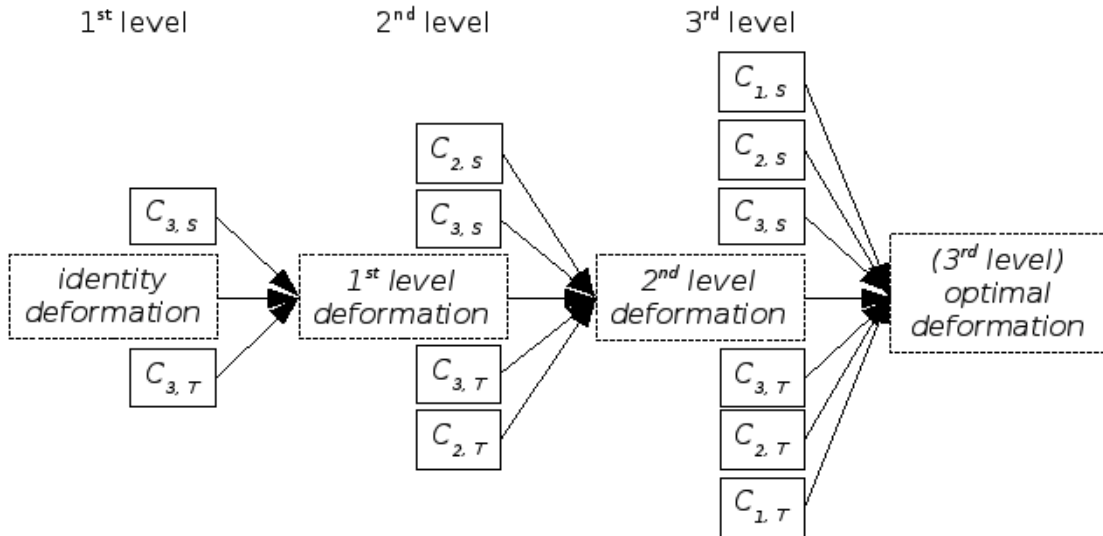 1st level
2nd level
3rd level
C3, S
identity
deformation
C3, T
C2, S
C3, S
1st level
deformation
C3, T
C2, T
C1, S
C2, S
C3, S
2nd level
deformation
C3, T
C2, T
C1, T
(3rd level)
optimal
deformation